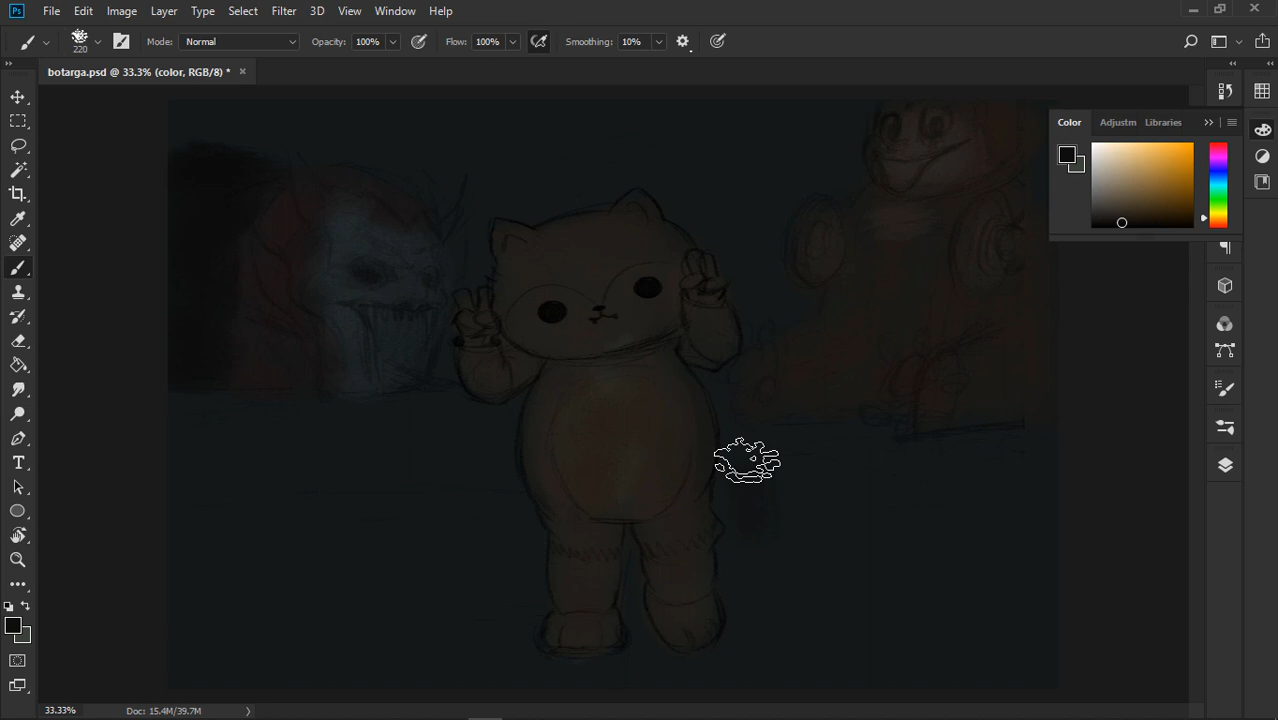 Ps File Edit Image Layer Type Select Filter 3D View Window Help
220 Mode: Normal Opacity: 100% Flow: 100% Smoothing: 10%
botarga.psd @ 33.3% (color, RGB/8) *
Color Adjustm Libraries
33.33% Doc: 15.4M/39.7M